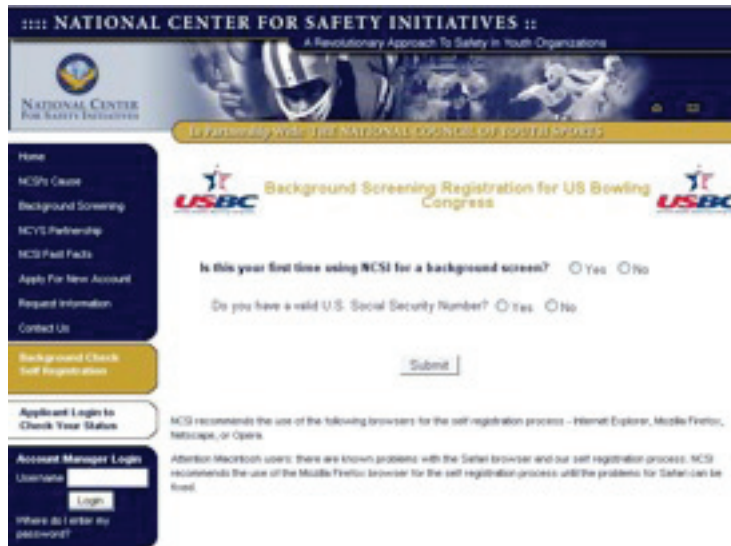 :::: NATIONAL CENTER FOR SAFETY INITIATIVES ::
A Revolutionary Approach To Safety in Youth Organizations
NATIONAL CENTER
FOR SAFETY INITIATIVES
In Partnership With: THE NATIONAL COUNCIL OF YOUTH SPORTS
Home
NCSI's Cause
Background Screening
NCYS Partnership
NCSI Fast Facts
Apply For New Account
Request Information
Contact Us
Background Check
Self Registration
Applicant Login to
Check Your Status
Account Manager Login
Username
Login
Where do I enter my
password?
USBC
Background Screening Registration for US Bowling
Congress
USBC
Is this your first time using NCSI for a background screen? Yes No
Do you have a valid U.S. Social Security Number? Yes No
Submit
NCSI recommends the use of the following browsers for the self registration process - Internet Explorer, Mozilla Firefox,
Netscape, or Opera.
Attention Macintosh users: there are known problems with the Safari browser and our self registration process. NCSI
recommends the use of the Mozilla Firefox browser for the self registration process until the problems for Safari can be
fixed.